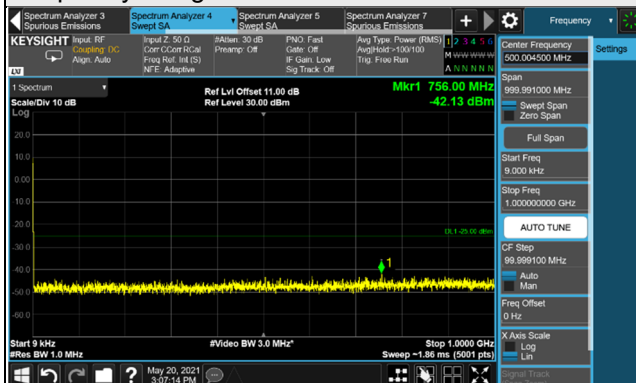 Spectrum Analyzer 3
Spurious Emissions
Spectrum Analyzer 4
Swept SA
Spectrum Analyzer 5
Swept SA
Spectrum Analyzer 7
Spurious Emissions
Frequency
KEYSIGHT
Input: RF
Coupling: DC
Align: Auto
Input Z: 50 Ω
Corr CCorr RCal
Freq Ref: Int (S)
NFE: Adaptive
#Atten: 30 dB
Preamp: Off
PNO: Fast
Gate: Off
IF Gain: Low
Sig Track: Off
Avg Type: Power (RMS)
Avg|Hold:>100/100
Trig: Free Run
1 2 3 4 5 6
M W W W W W
A N N N N N
LXI
1 Spectrum
Scale/Div 10 dB
Log
Ref Lvl Offset 11.00 dB
Ref Level 30.00 dBm
Mkr1 756.00 MHz
-42.13 dBm
20.0
10.0
0.00
-20.0
-30.0
-40.0
-50.0
-60.0
DL1 -25.00 dBm
1
Start 9 kHz
#Res BW 1.0 MHz
#Video BW 3.0 MHz*
Stop 1.0000 GHz
Sweep ~1.86 ms (5001 pts)
May 20, 2021
3:07:14 PM
Center Frequency
500.004500 MHz
Settings
Span
999.991000 MHz
Swept Span
Zero Span
Full Span
Start Freq
9.000 kHz
Stop Freq
1.000000000 GHz
AUTO TUNE
CF Step
99.999100 MHz
Auto
Man
Freq Offset
0 Hz
X Axis Scale
Log
Lin
Signal Track